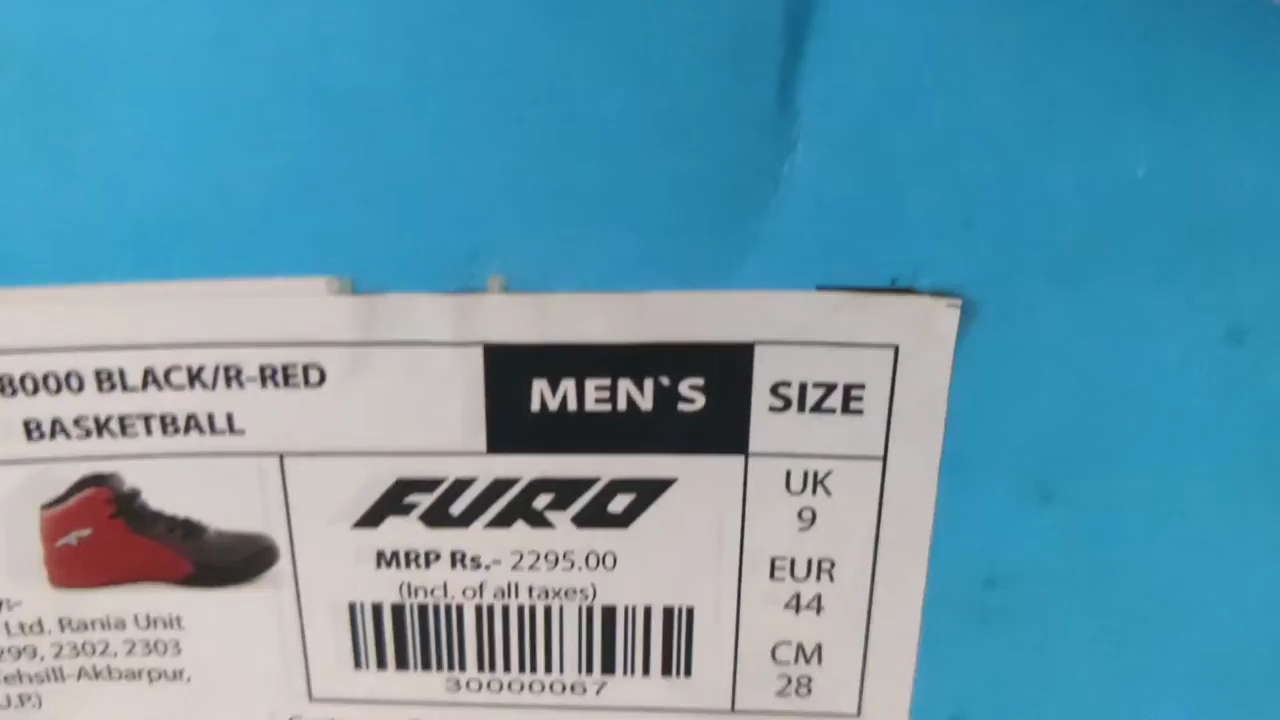 8000 BLACK/R-RED
BASKETBALL
MEN`S
SIZE
FURO
MRP Rs.- 2295.00
(Incl. of all taxes)
30000067
UK
9
EUR
44
CM
28
Ltd. Rania Unit
299, 2302, 2303
Tehsill-Akbarpur,
U.P.)